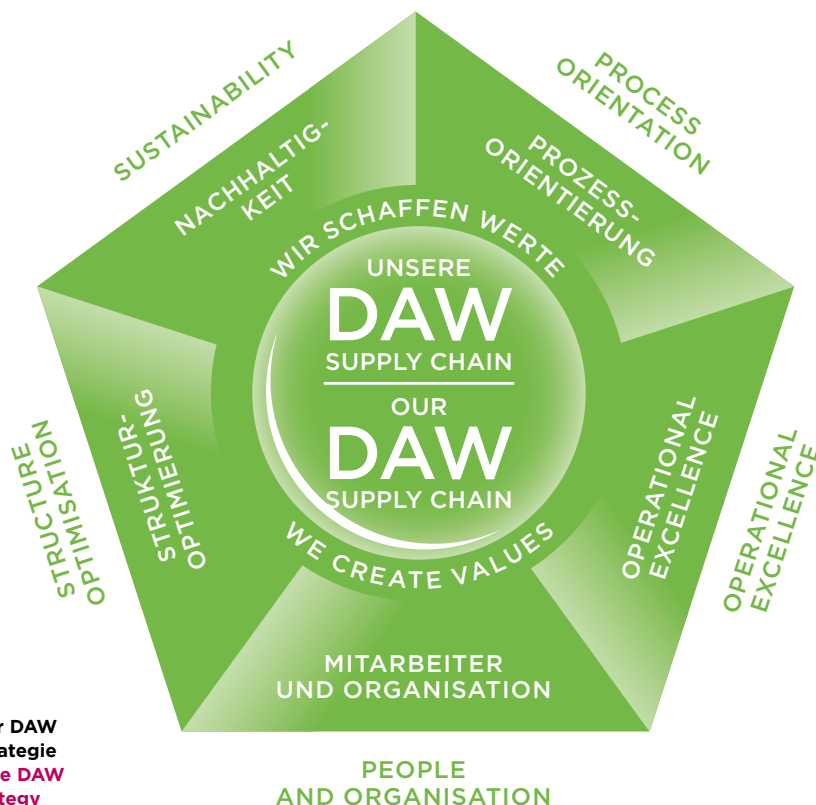 SUSTAINABILITY
NACHHALTIG-
KEIT
PROCESS
ORIENTATION
PROZESS-
ORIENTIERUNG
WIR SCHAFFEN WERTE
UNSERE
DAW
SUPPLY CHAIN
OUR
DAW
SUPPLY CHAIN
WE CREATE VALUES
STRUCTURE
OPTIMISATION
STRUKTUR-
OPTIMIERUNG
OPERATIONAL
EXCELLENCE
OPERATIONAL
EXCELLENCE
MITARBEITER
UND ORGANISATION
PEOPLE
AND ORGANISATION
DAW
DAW